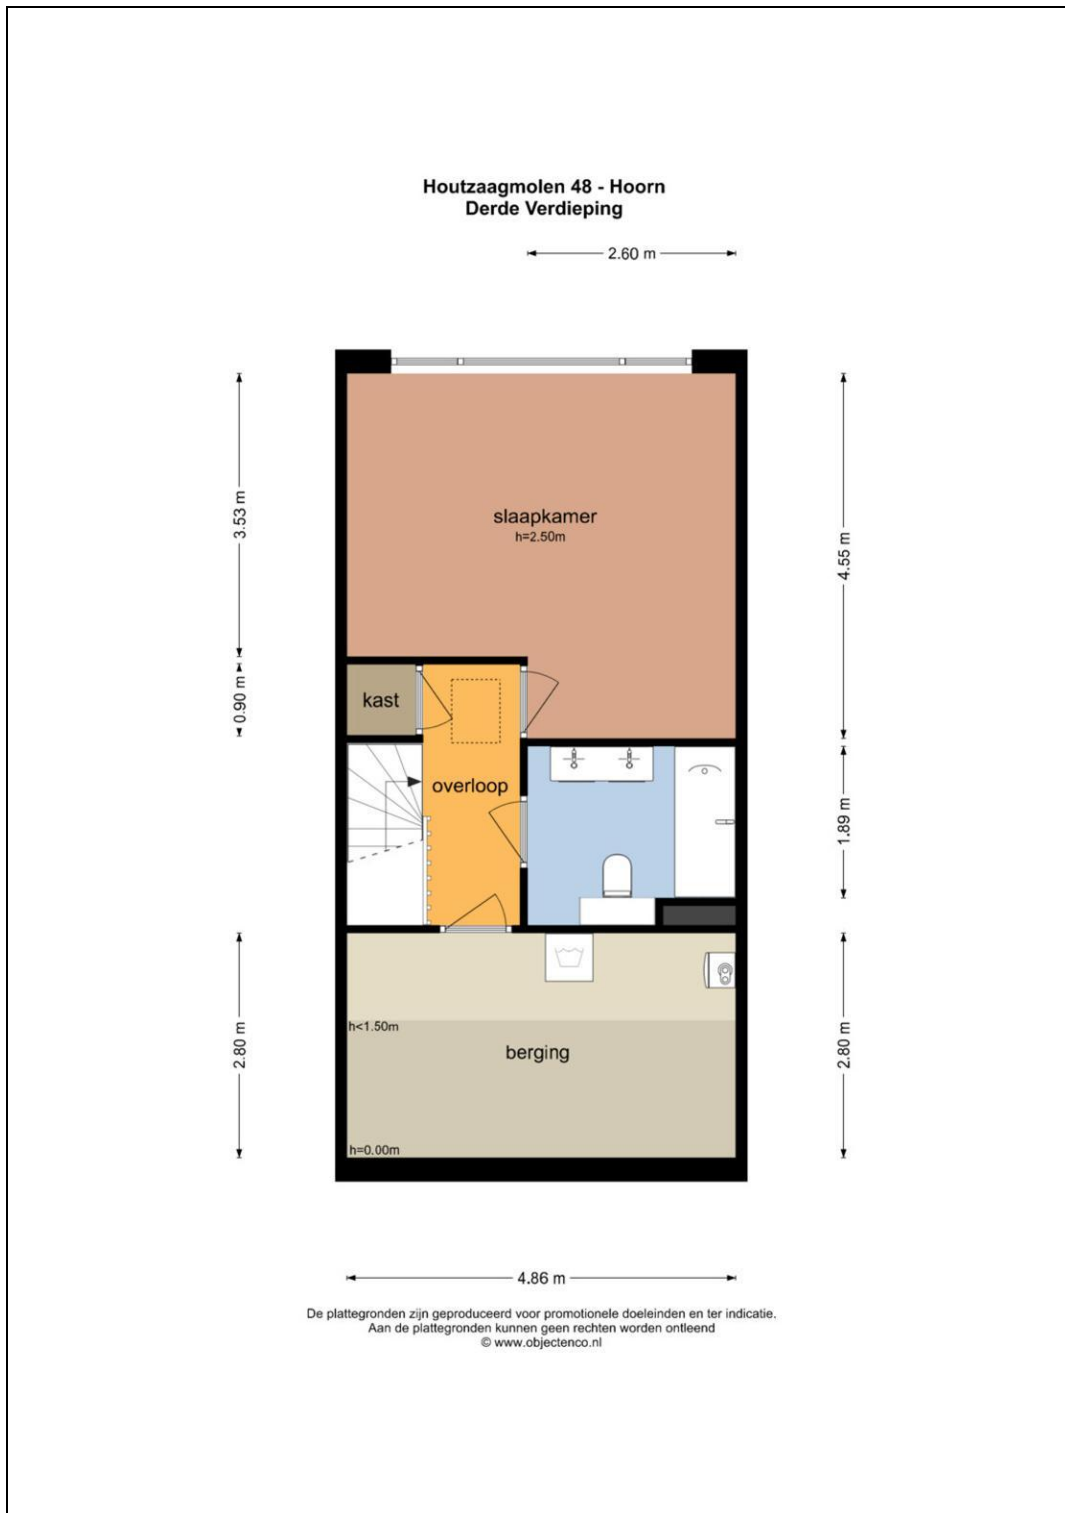 Houtzaagmolen 48 - Hoorn
Derde Verdieping
2.60 m
3.53 m
4.55 m
slaapkamer
h=2.50m
0.90 m
kast
overloop
1.89 m
2.80 m
2.80 m
h<1.50m
berging
h=0.00m
4.86 m
De plattegronden zijn geproduceerd voor promotionele doeleinden en ter indicatie.
Aan de plattegronden kunnen geen rechten worden ontleend
© www.objectenco.nl